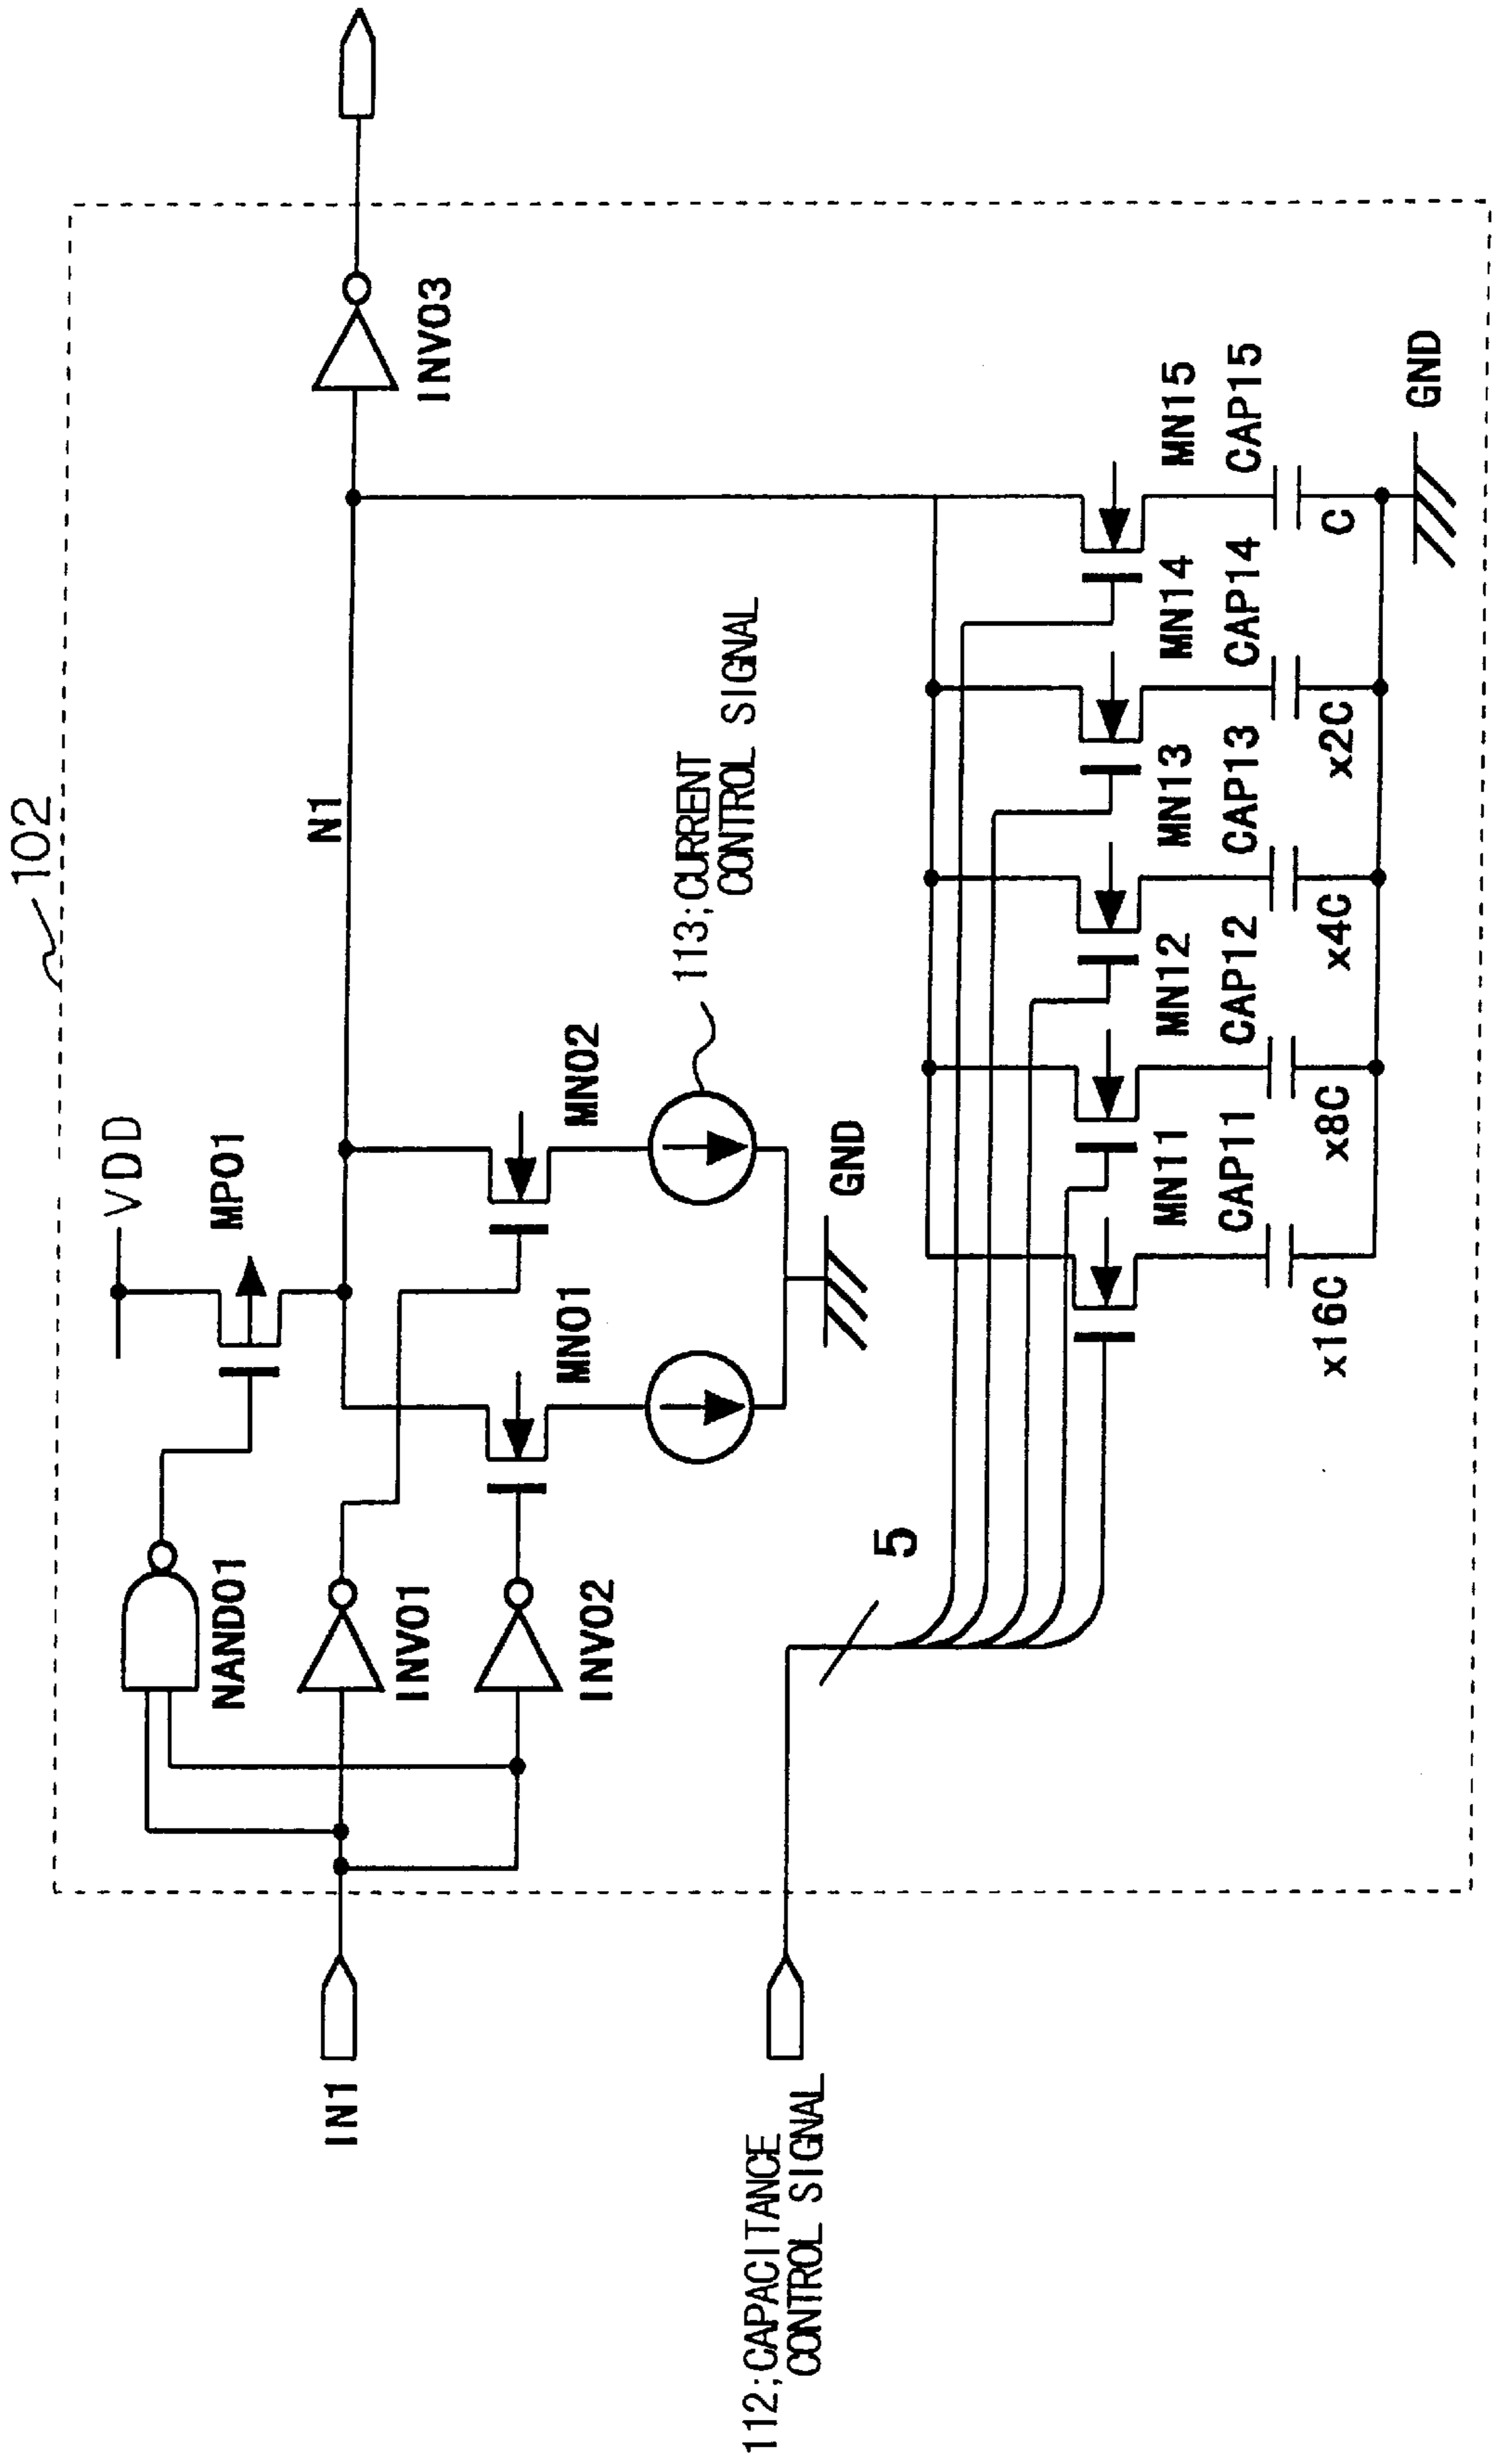 102
VDD
MP01
NAND01
N1
INV03
IN1
INV01
INV02
MN01
MN02
113;CURRENT
CONTROL SIGNAL
GND
112;CAPACITANCE
CONTROL SIGNAL
5
MN11
MN12
MN13
MN14
MN15
CAP11
CAP12
CAP13
CAP14
CAP15
x16C
x8C
x4C
x2C
C
GND